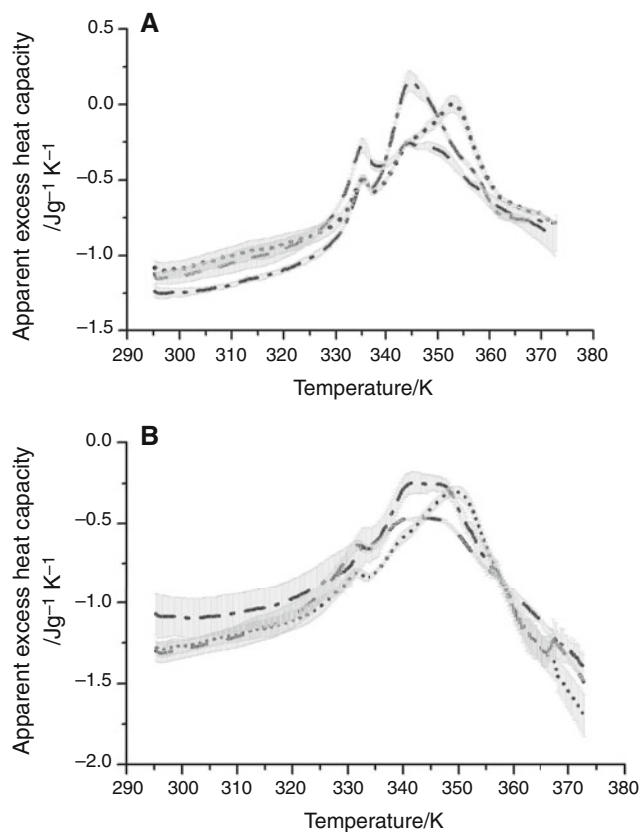 A
Apparent excess heat capacity
/Jg⁻¹ K⁻¹
0.5
0.0
−0.5
−1.0
−1.5
290 300 310 320 330 340 350 360 370 380
Temperature/K
B
Apparent excess heat capacity
/Jg⁻¹ K⁻¹
0.0
−0.5
−1.0
−1.5
−2.0
290 300 310 320 330 340 350 360 370 380
Temperature/K